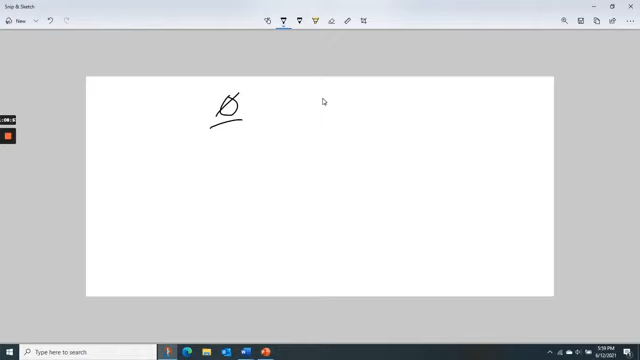 Snip & Sketch
New
Ø
Type here to search
5:59 PM
6/12/2021